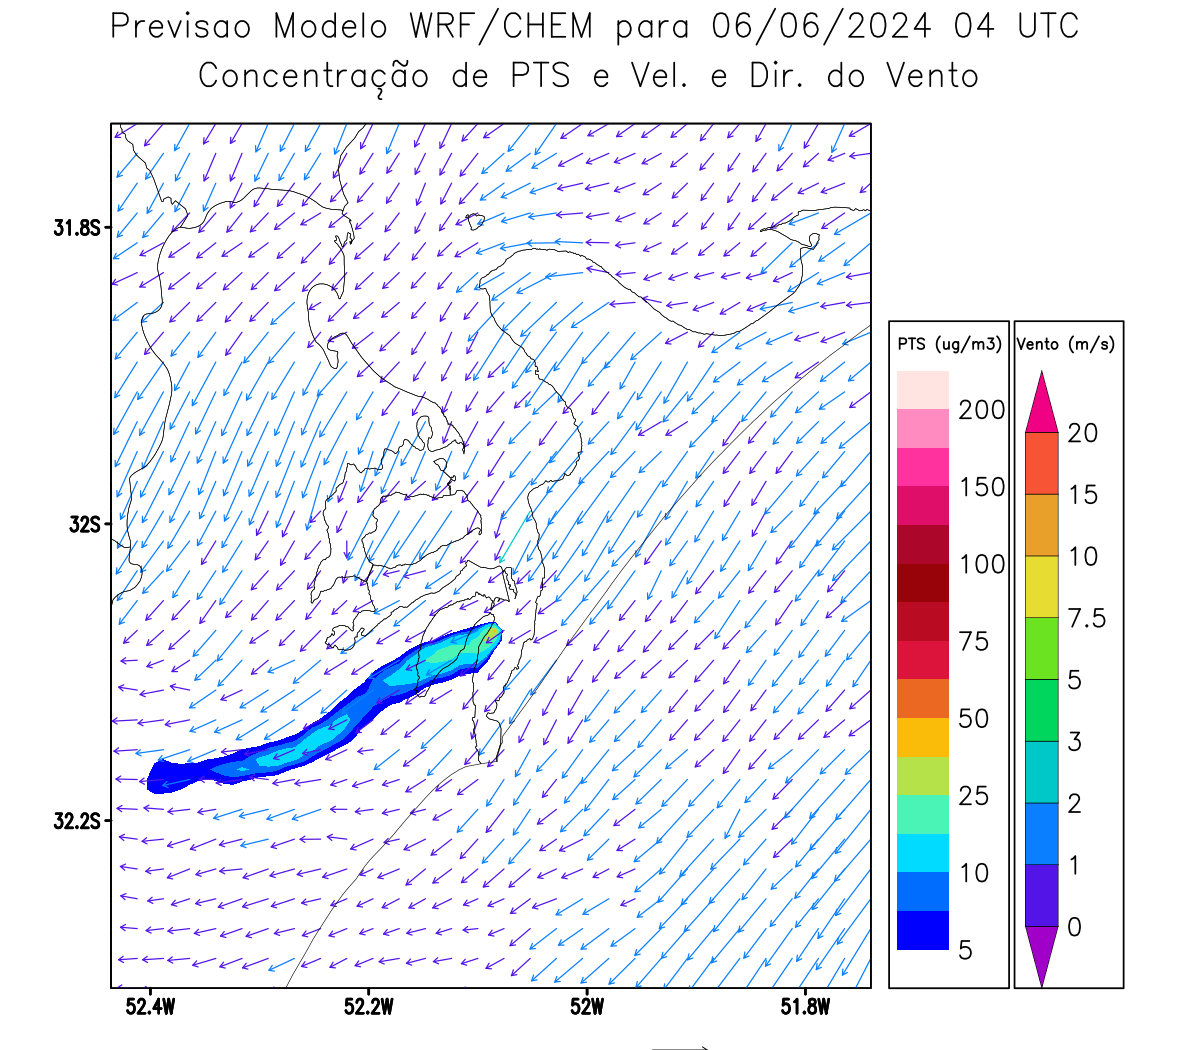 Previsao Modelo WRF/CHEM para 06/06/2024 04 UTC
Concentração de PTS e Vel. e Dir. do Vento
31.8S
32S
32.2S
52.4W 52.2W 52W 51.8W
PTS (ug/m3)
200
150
100
75
50
25
10
5
Vento (m/s)
20
15
10
7.5
5
3
2
1
0